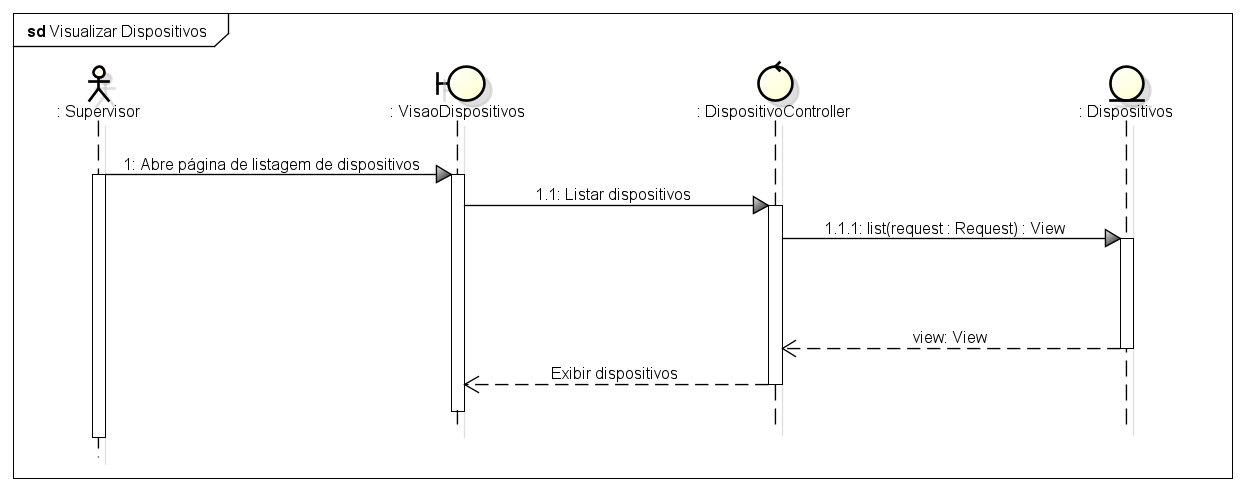 sd Visualizar Dispositivos
: Supervisor
: VisaoDispositivos
: DispositivoController
: Dispositivos
1: Abre página de listagem de dispositivos
1.1: Listar dispositivos
1.1.1: list(request : Request) : View
view: View
Exibir dispositivos